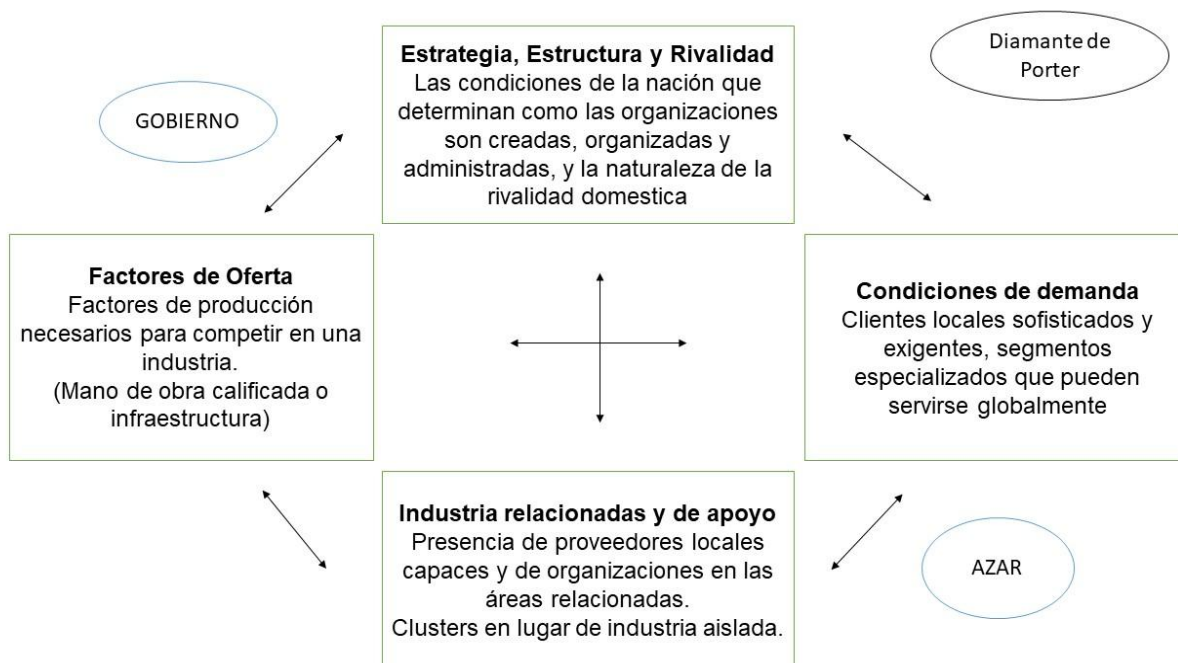 Estrategia, Estructura y Rivalidad
Las condiciones de la nación que
determinan como las organizaciones
son creadas, organizadas y
administradas, y la naturaleza de la
rivalidad domestica
Diamante de
Porter
GOBIERNO
Factores de Oferta
Factores de producción
necesarios para competir en una
industria.
(Mano de obra calificada o
infraestructura)
Condiciones de demanda
Clientes locales sofisticados y
exigentes, segmentos
especializados que pueden
servirse globalmente
Industria relacionadas y de apoyo
Presencia de proveedores locales
capaces y de organizaciones en las
áreas relacionadas.
Clusters en lugar de industria aislada.
AZAR